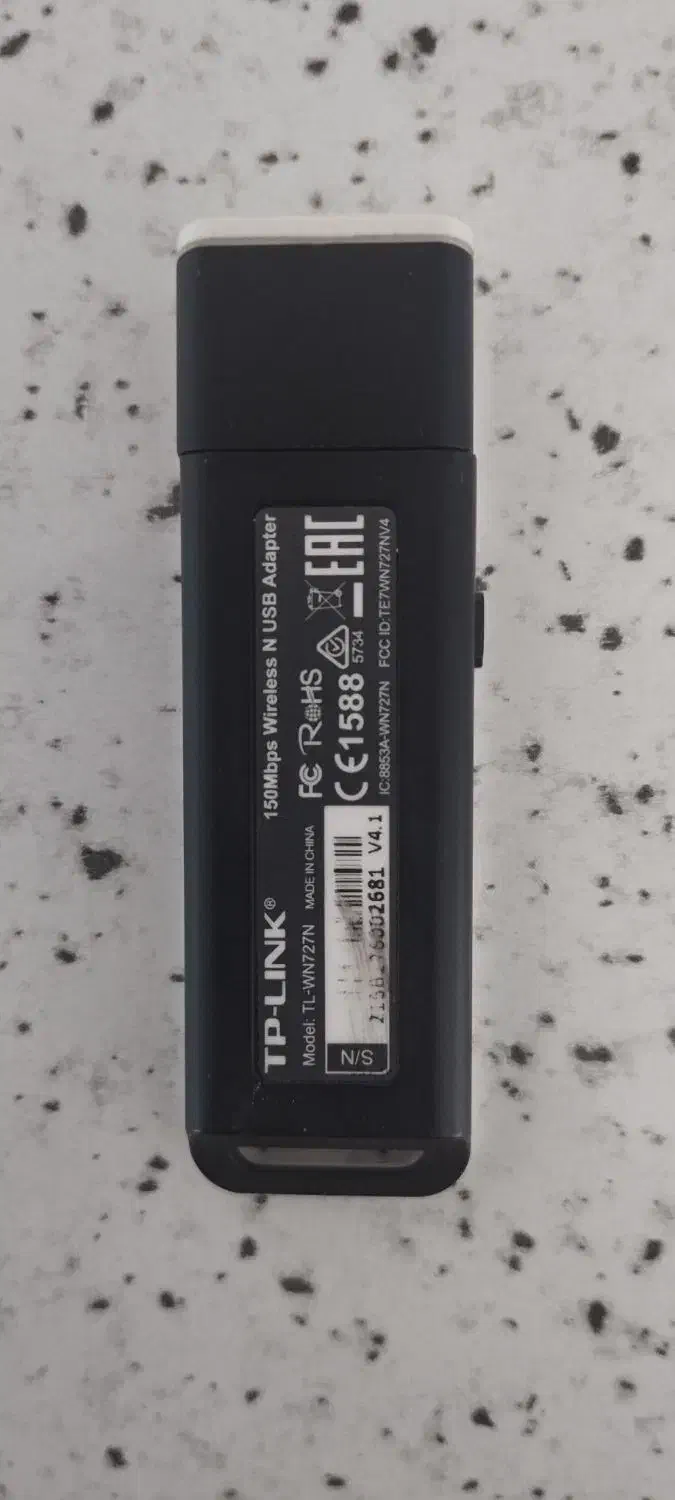 TP-LINK® 150Mbps Wireless N USB Adapter
Model: TL-WN727N MADE IN CHINA
FC RoHS
CE1588
5734
EAC
IC:8853A-WN727N FCC ID:TE7WN727NV4
S/N
V4.1